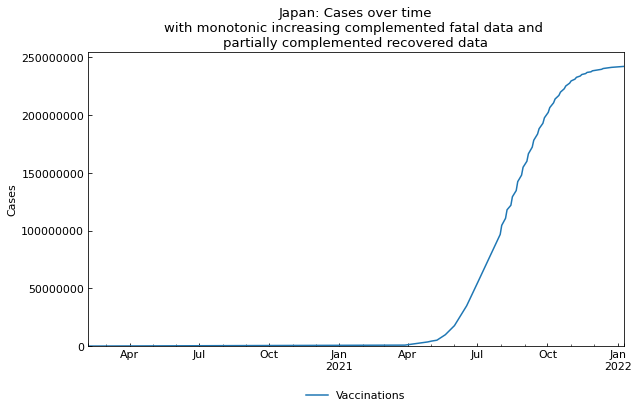 Japan: Cases over time
with monotonic increasing complemented fatal data and
partially complemented recovered data
250000000
200000000
150000000
100000000
50000000
0
Cases
Apr Jul Oct Jan Apr Jul Oct Jan
2021 2022
Vaccinations